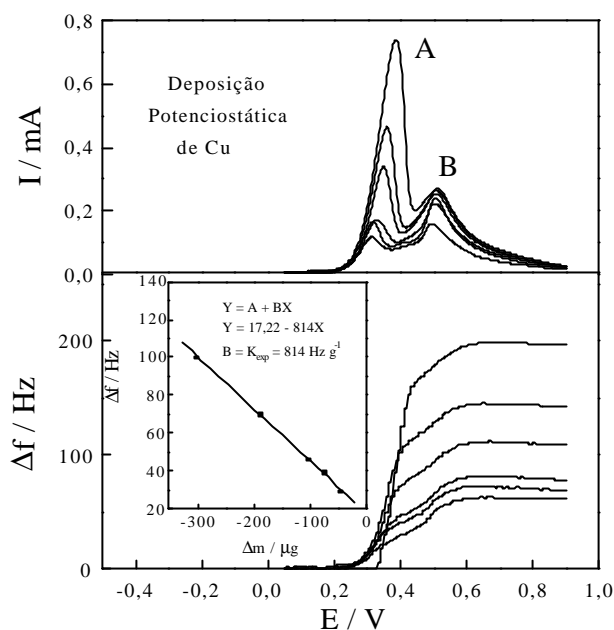 0,8
0,6
0,4
0,2
0,0
I / mA
A
B
Deposição
Potenciostática
de Cu
200
100
0
Δf / Hz
140
120
100
80
60
40
20
Δf / Hz
Y = A + BX
Y = 17,22 - 814X
B = K_exp = 814 Hz g⁻¹
-300 -200 -100 0
Δm / μg
-0,4 -0,2 0,0 0,2 0,4 0,6 0,8 1,0
E / V